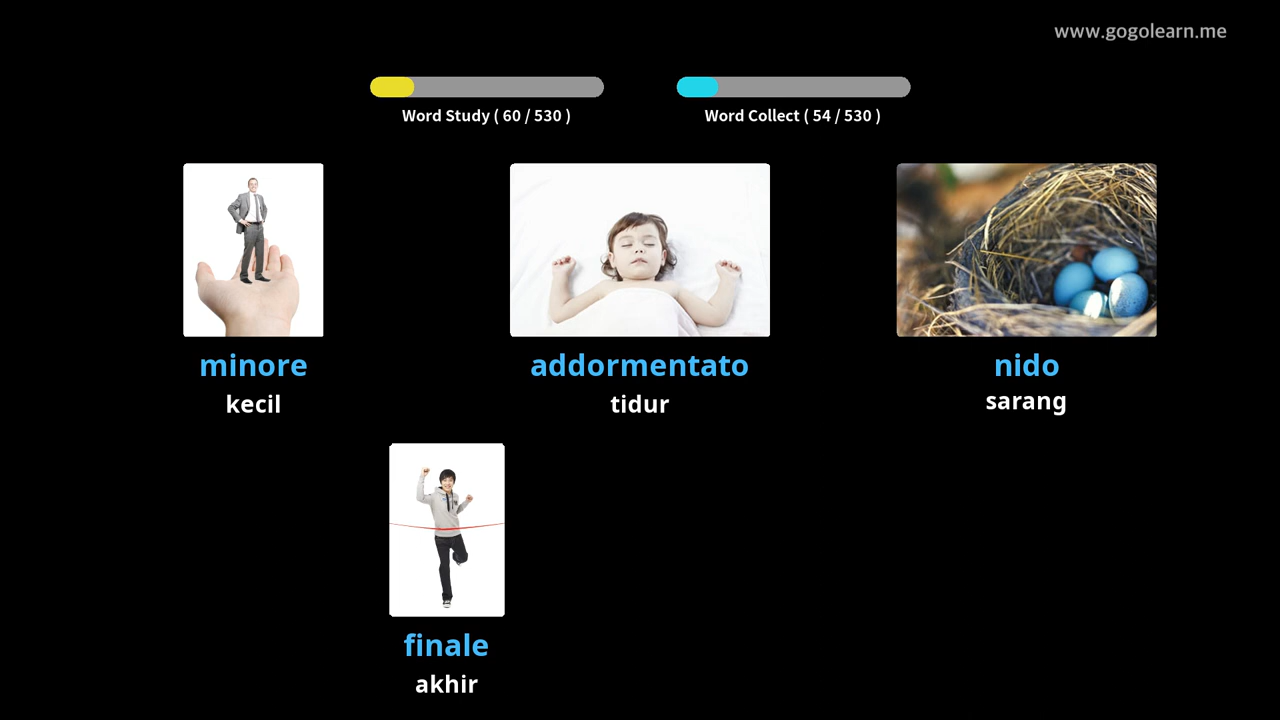 www.gogolearn.me
Word Study ( 60 / 530 )
Word Collect ( 54 / 530 )
minore
kecil
addormentato
tidur
nido
sarang
finale
akhir